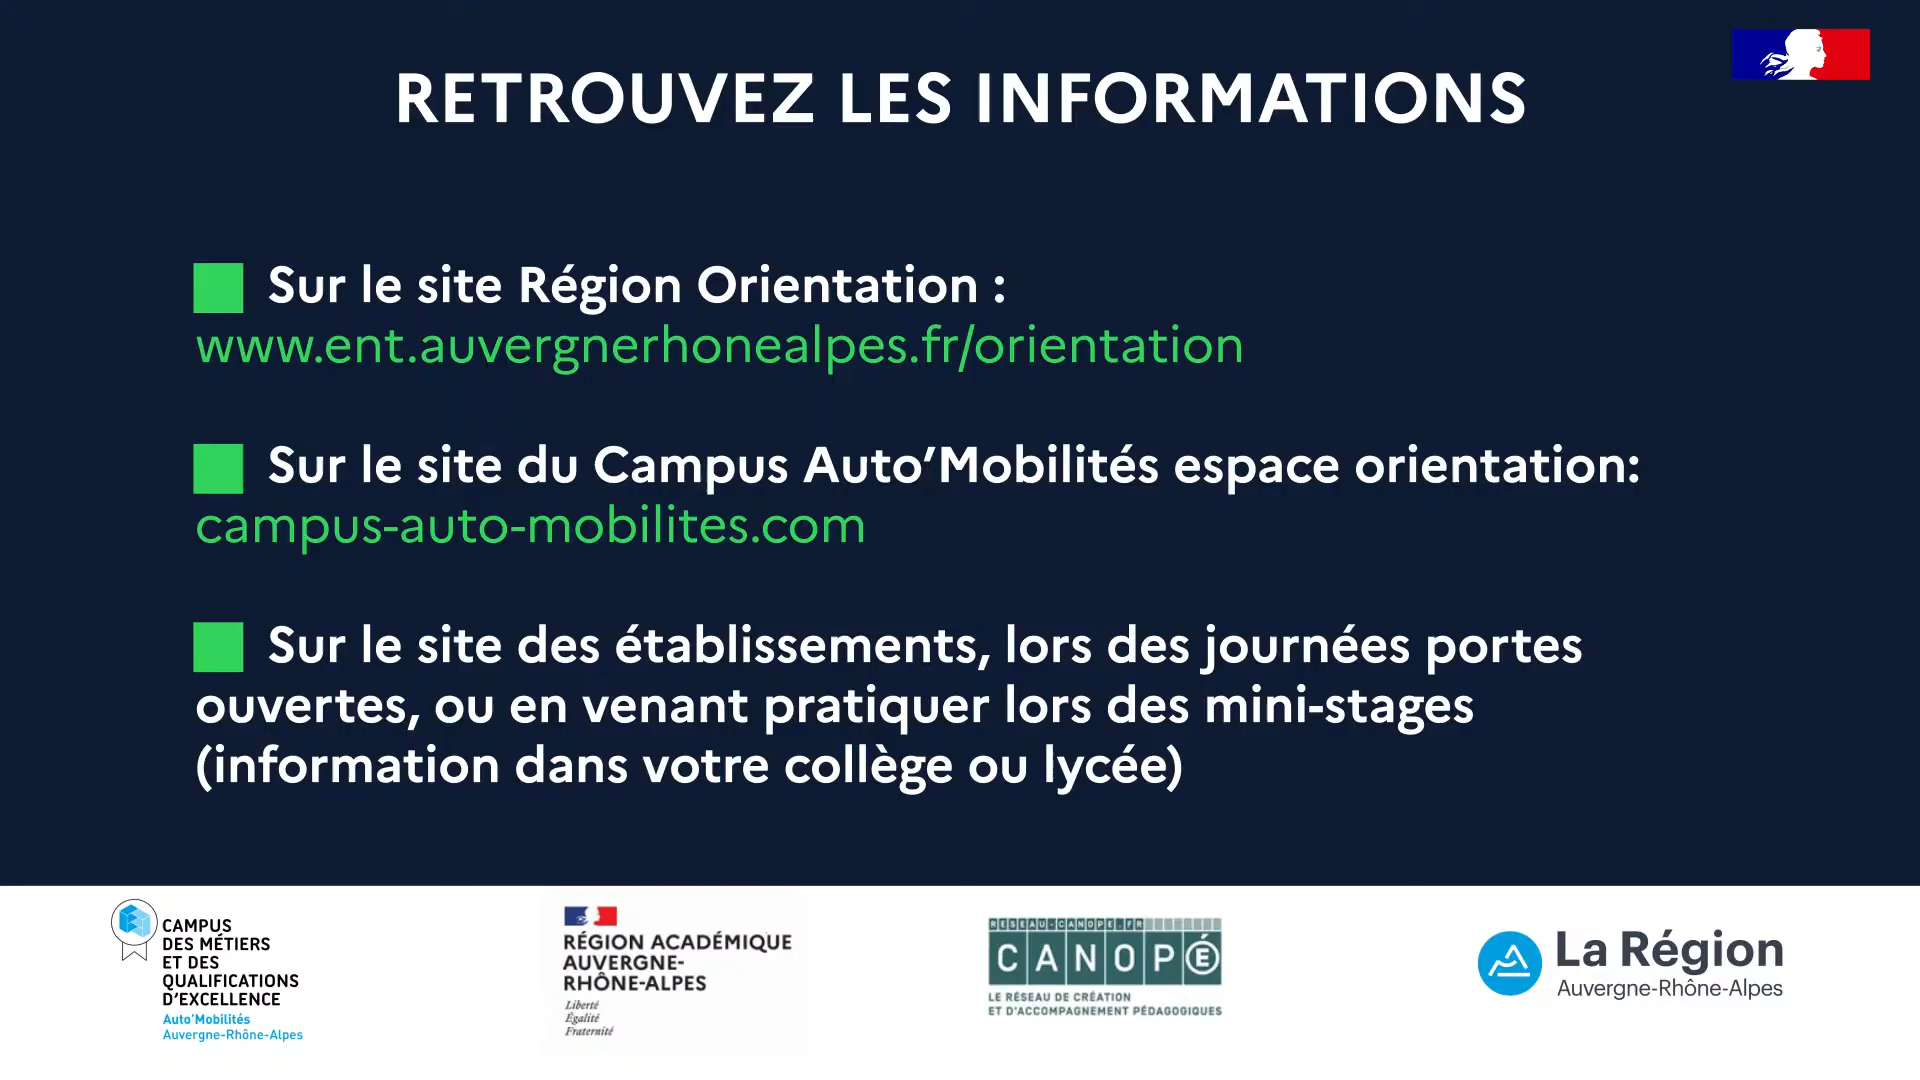 RETROUVEZ LES INFORMATIONS
Sur le site Région Orientation :
www.ent.auvergnerhonealpes.fr/orientation
Sur le site du Campus Auto’Mobilités espace orientation:
campus-auto-mobilites.com
Sur le site des établissements, lors des journées portes
ouvertes, ou en venant pratiquer lors des mini-stages
(information dans votre collège ou lycée)
CAMPUS
DES MÉTIERS
ET DES
QUALIFICATIONS
D’EXCELLENCE
Auto’Mobilités
Auvergne-Rhône-Alpes
RÉGION ACADÉMIQUE
AUVERGNE-
RHÔNE-ALPES
Liberté
Égalité
Fraternité
RESEAU-CANOPE.FR
CANOPÉ
LE RÉSEAU DE CRÉATION
ET D’ACCOMPAGNEMENT PÉDAGOGIQUES
La Région
Auvergne-Rhône-Alpes